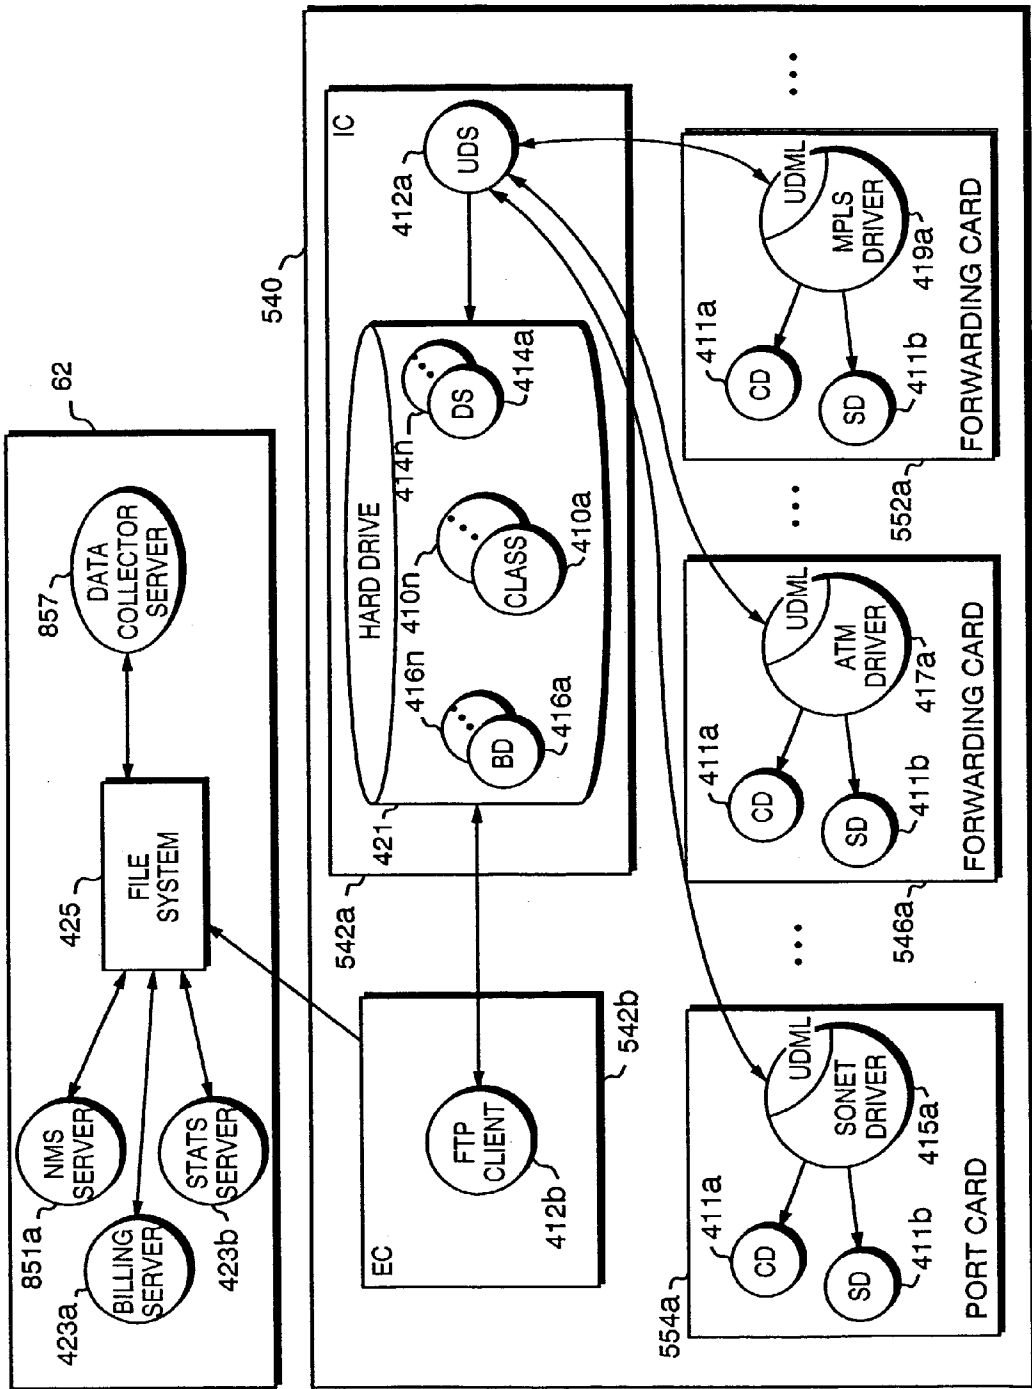 62
857
DATA
COLLECTOR
SERVER
425
FILE
SYSTEM
NMS
SERVER
851a
BILLING
SERVER
423a
STATS
SERVER
423b
540
IC
542a
HARD DRIVE
421
UDS
412a
414n
DS
414a
410n
CLASS
410a
416n
BD
416a
EC
542b
FTP
CLIENT
412b
554a
PORT CARD
UDML
SONET
DRIVER
415a
CD
411a
SD
411b
• • •
546a
FORWARDING CARD
UDML
ATM
DRIVER
417a
CD
411a
SD
411b
• • •
552a
FORWARDING CARD
UDML
MPLS
DRIVER
419a
CD
411a
SD
411b
• • •